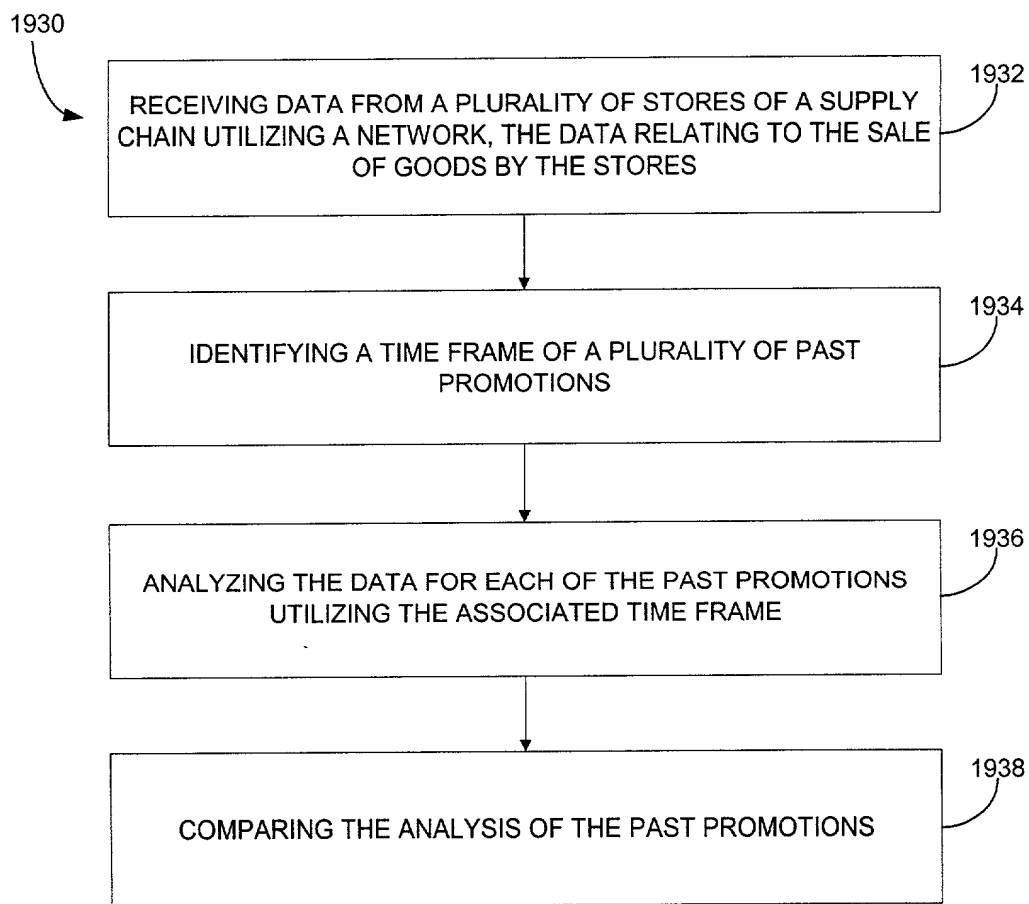 1930
1932
RECEIVING DATA FROM A PLURALITY OF STORES OF A SUPPLY
CHAIN UTILIZING A NETWORK, THE DATA RELATING TO THE SALE
OF GOODS BY THE STORES
1934
IDENTIFYING A TIME FRAME OF A PLURALITY OF PAST
PROMOTIONS
1936
ANALYZING THE DATA FOR EACH OF THE PAST PROMOTIONS
UTILIZING THE ASSOCIATED TIME FRAME
1938
COMPARING THE ANALYSIS OF THE PAST PROMOTIONS